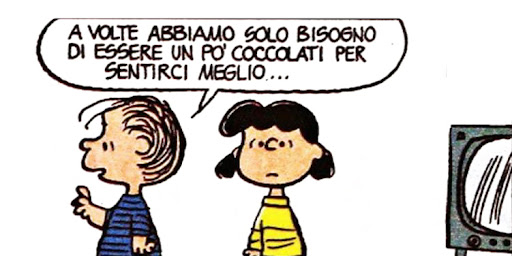 A VOLTE ABBIAMO SOLO BISOGNO
DI ESSERE UN PO' COCCOLATI PER
SENTIRCI MEGLIO...